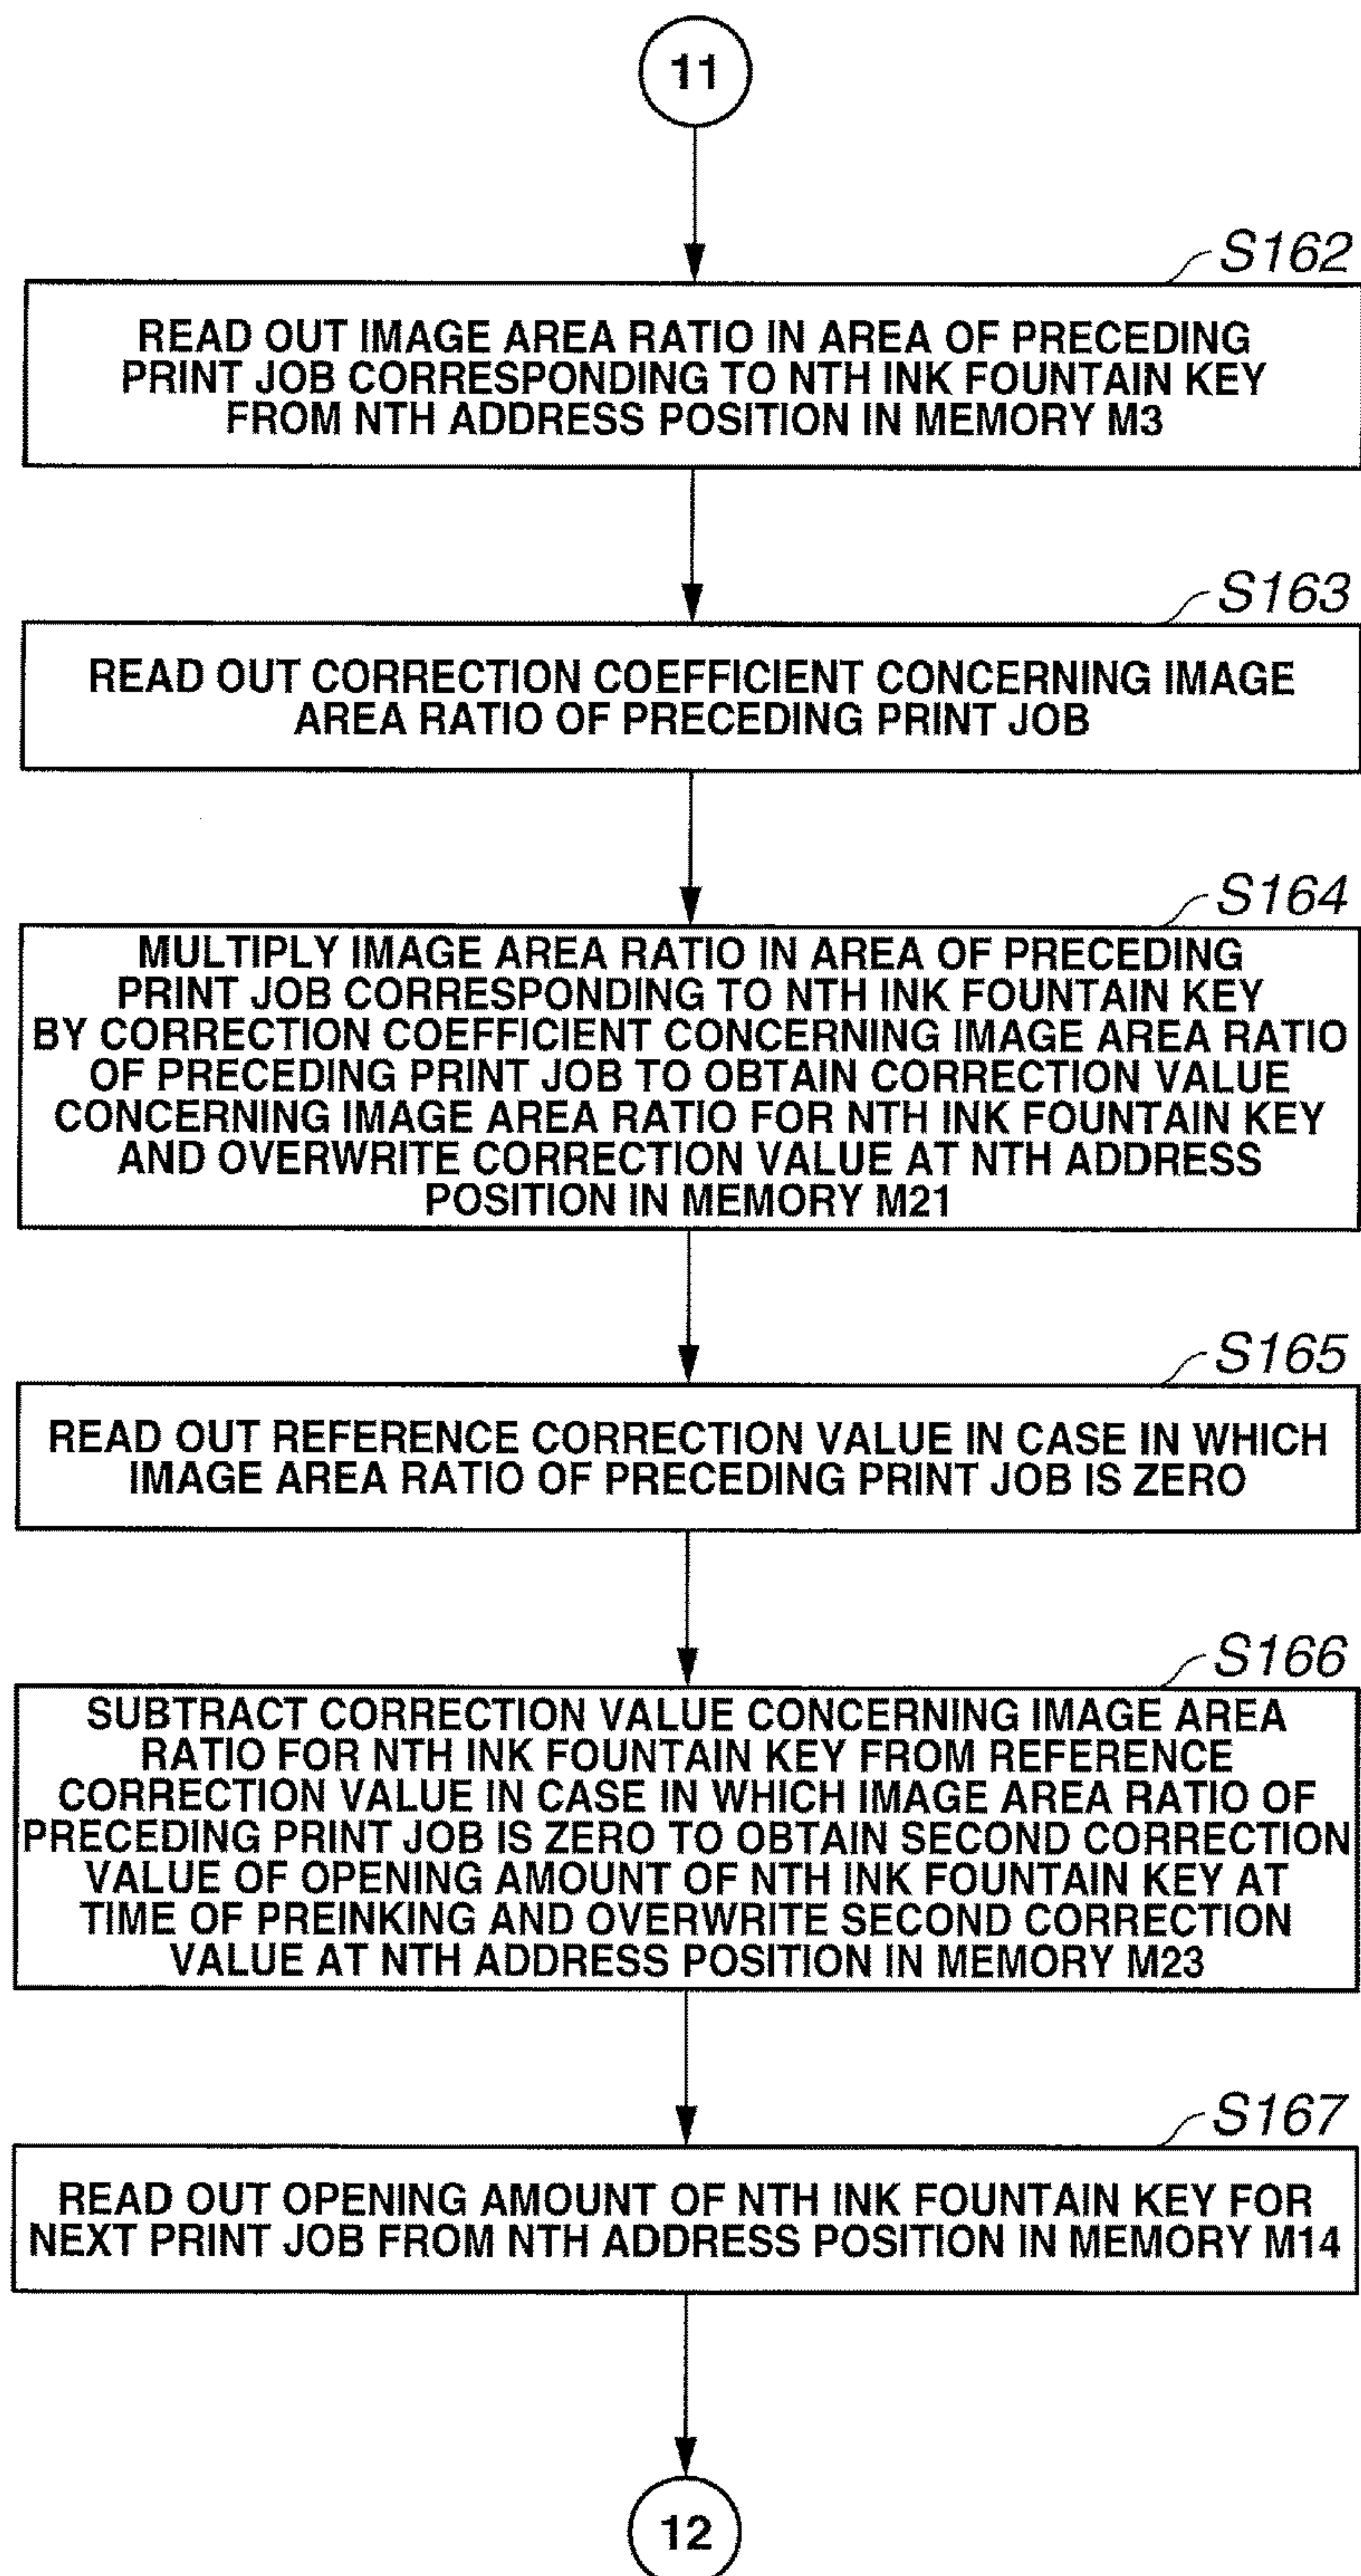 11
S162
READ OUT IMAGE AREA RATIO IN AREA OF PRECEDING
PRINT JOB CORRESPONDING TO NTH INK FOUNTAIN KEY
FROM NTH ADDRESS POSITION IN MEMORY M3
S163
READ OUT CORRECTION COEFFICIENT CONCERNING IMAGE
AREA RATIO OF PRECEDING PRINT JOB
S164
MULTIPLY IMAGE AREA RATIO IN AREA OF PRECEDING
PRINT JOB CORRESPONDING TO NTH INK FOUNTAIN KEY
BY CORRECTION COEFFICIENT CONCERNING IMAGE AREA RATIO
OF PRECEDING PRINT JOB TO OBTAIN CORRECTION VALUE
CONCERNING IMAGE AREA RATIO FOR NTH INK FOUNTAIN KEY
AND OVERWRITE CORRECTION VALUE AT NTH ADDRESS
POSITION IN MEMORY M21
S165
READ OUT REFERENCE CORRECTION VALUE IN CASE IN WHICH
IMAGE AREA RATIO OF PRECEDING PRINT JOB IS ZERO
S166
SUBTRACT CORRECTION VALUE CONCERNING IMAGE AREA
RATIO FOR NTH INK FOUNTAIN KEY FROM REFERENCE
CORRECTION VALUE IN CASE IN WHICH IMAGE AREA RATIO OF
PRECEDING PRINT JOB IS ZERO TO OBTAIN SECOND CORRECTION
VALUE OF OPENING AMOUNT OF NTH INK FOUNTAIN KEY AT
TIME OF PREINKING AND OVERWRITE SECOND CORRECTION
VALUE AT NTH ADDRESS POSITION IN MEMORY M23
S167
READ OUT OPENING AMOUNT OF NTH INK FOUNTAIN KEY FOR
NEXT PRINT JOB FROM NTH ADDRESS POSITION IN MEMORY M14
12